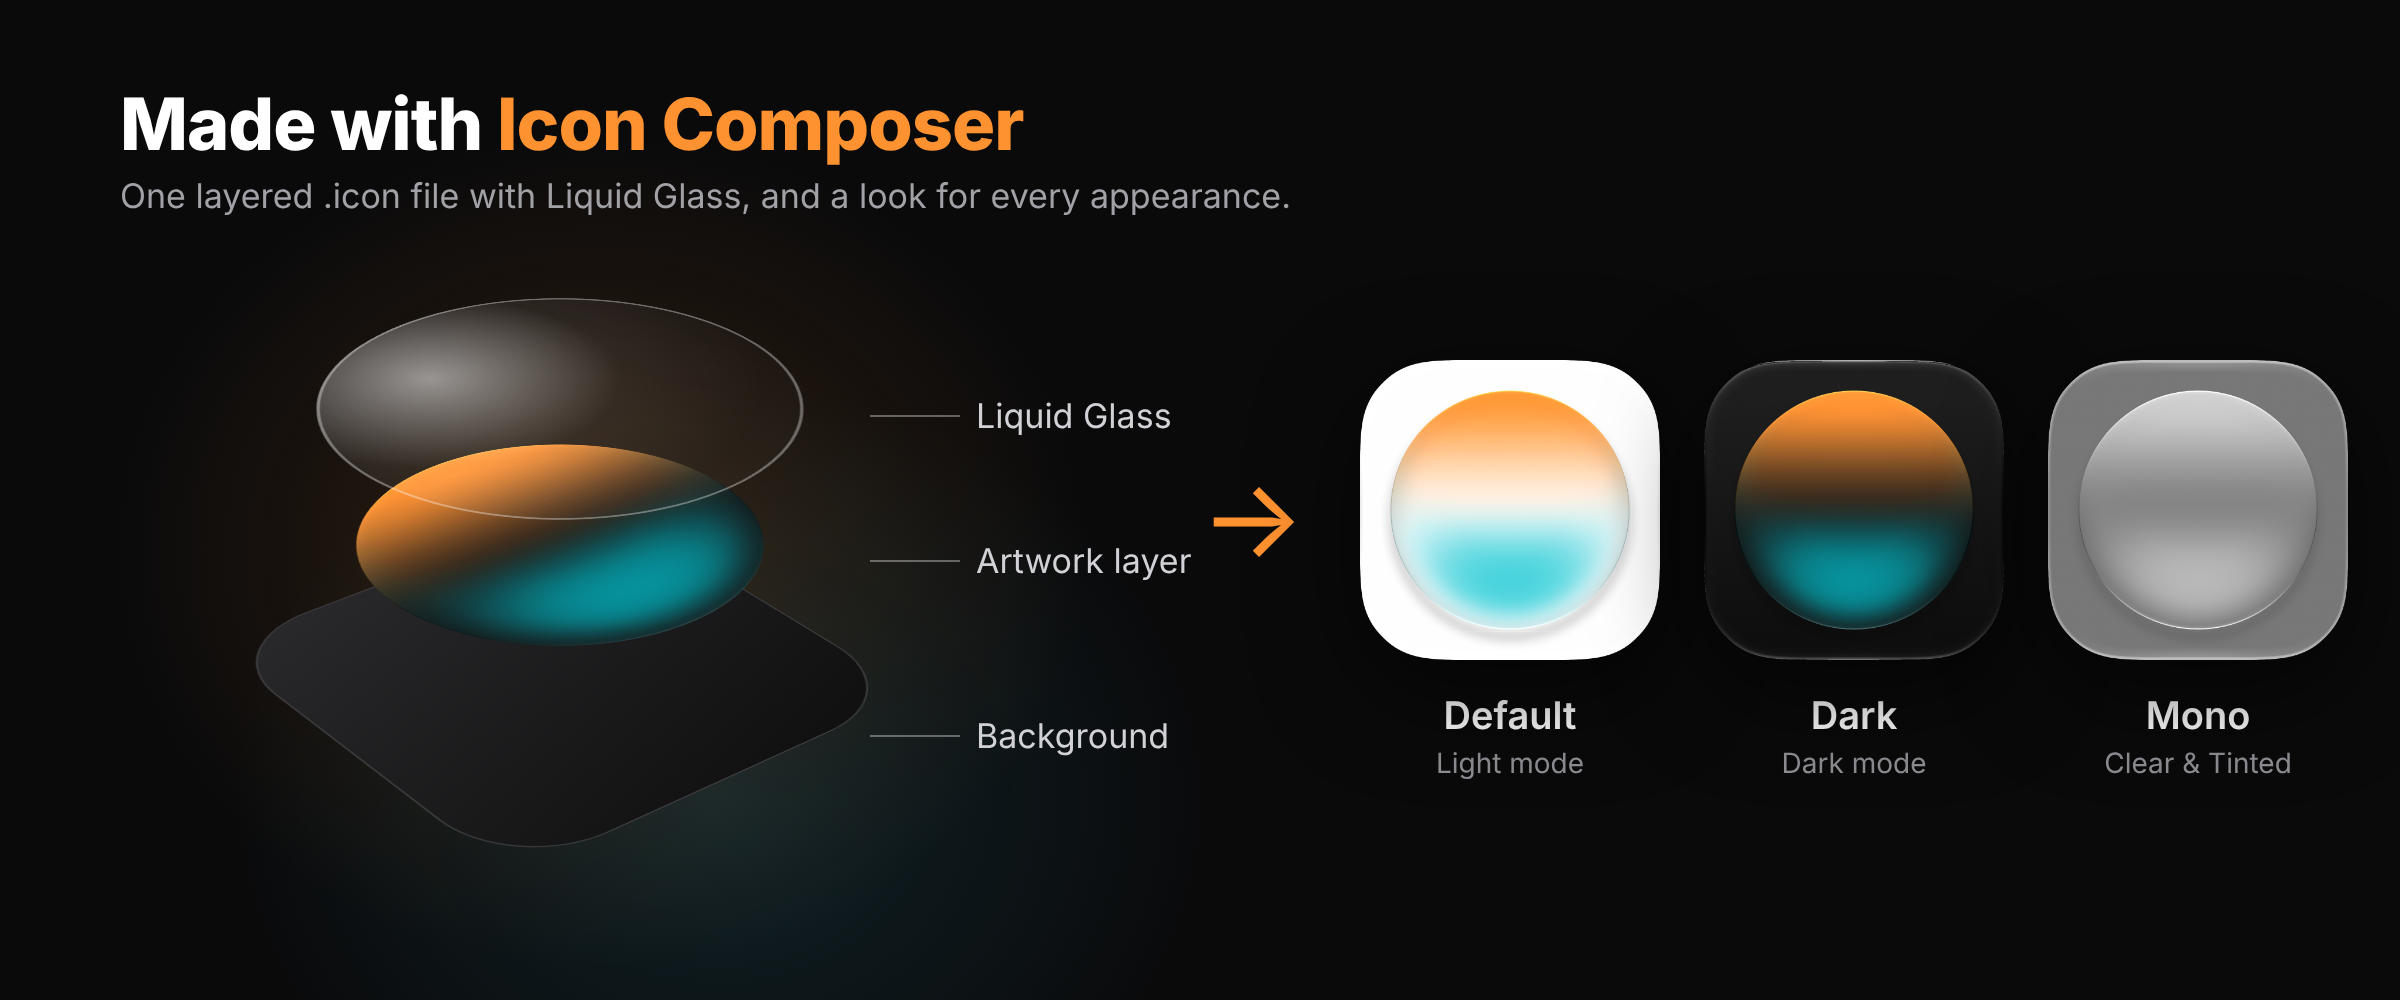 Made with Icon Composer
One layered .icon file with Liquid Glass, and a look for every appearance.
Liquid Glass
Artwork layer
Background
Default
Light mode
Dark
Dark mode
Mono
Clear & Tinted